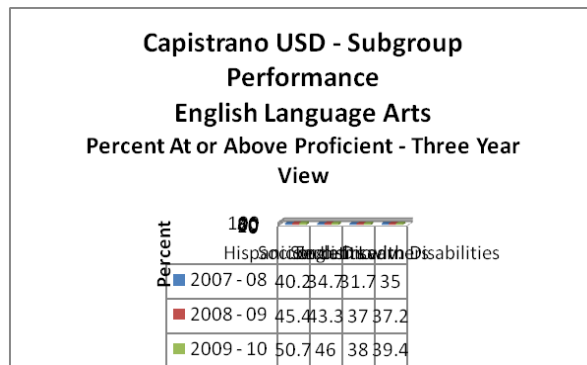 Capistrano USD - Subgroup
Performance
English Language Arts
Percent At or Above Proficient - Three Year
View
Percent
Hispanic Disabilities
2007 - 08 40.2 34.7 31.7 35
2008 - 09 45.4 43.3 37 37.2
2009 - 10 50.7 46 38 39.4